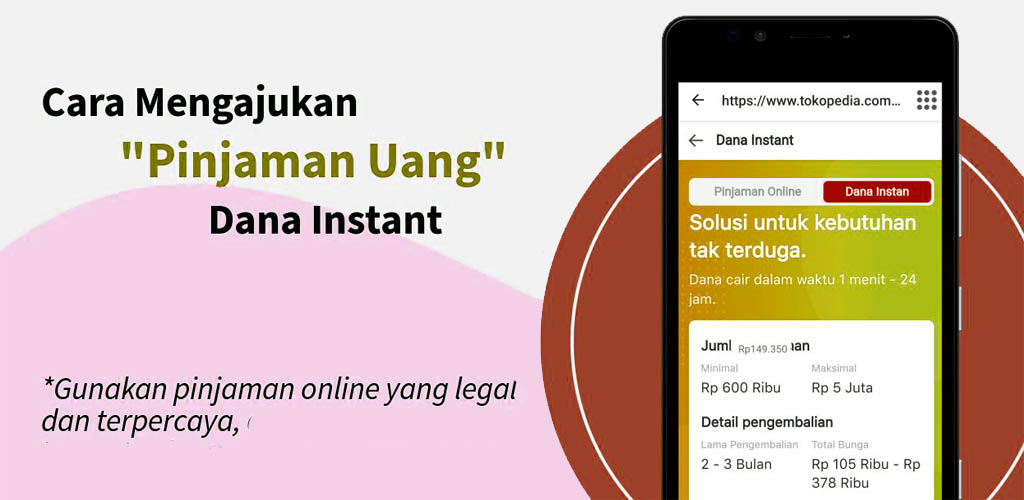 Cara Mengajukan
"Pinjaman Uang"
Dana Instant
*Gunakan pinjaman online yang legal
dan terpercaya,
https://www.tokopedia.com...
Dana Instant
Pinjaman Online Dana Instan
Solusi untuk kebutuhan
tak terduga.
Dana cair dalam waktu 1 menit - 24
jam.
Rp149.350
Minimal Maksimal
Rp 600 Ribu Rp 5 Juta
Detail pengembalian
Lama Pengembalian Total Bunga
2 - 3 Bulan Rp 105 Ribu - Rp
378 Ribu